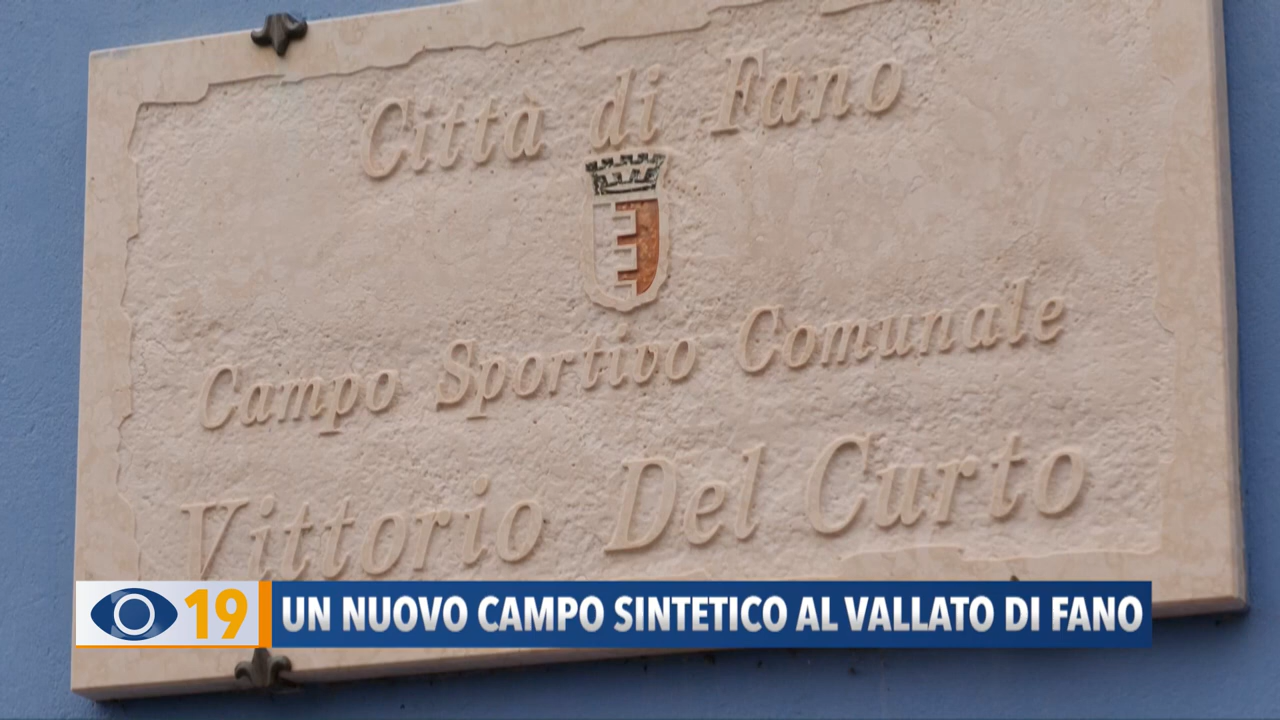 Città di Fano
Campo Sportivo Comunale
Vittorio Del Curto
19 UN NUOVO CAMPO SINTETICO AL VALLATO DI FANO